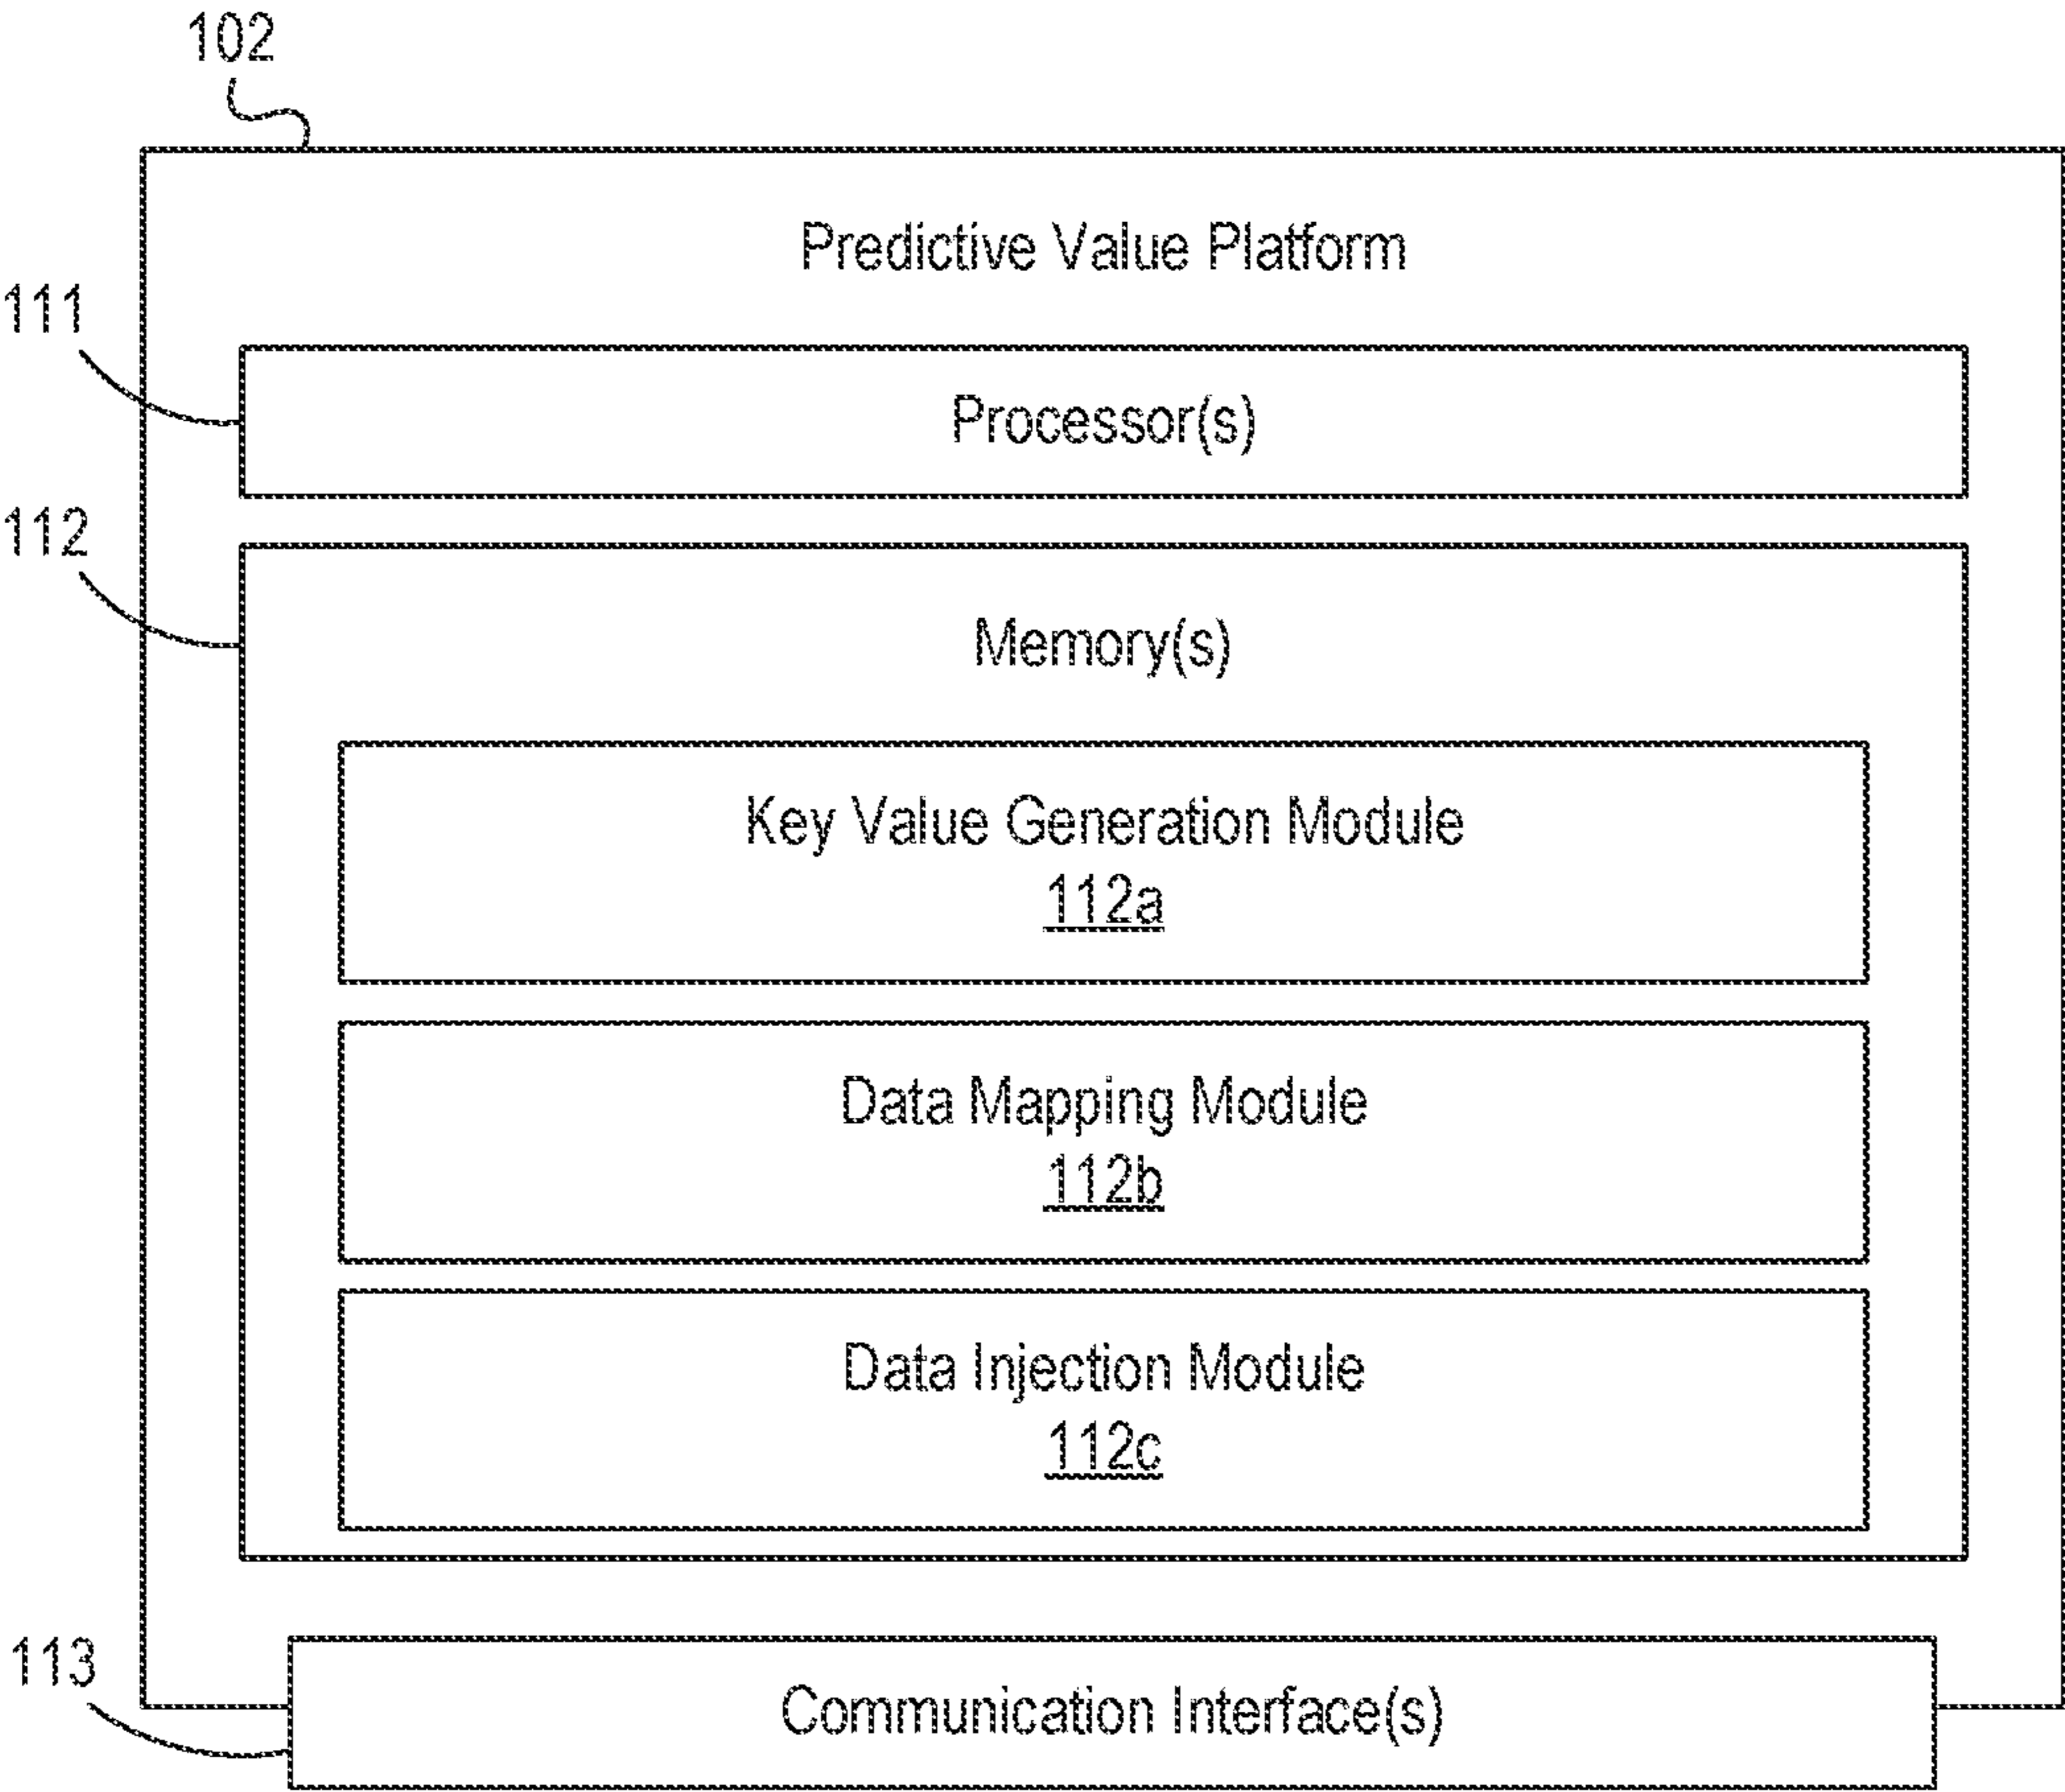 102
Predictive Value Platform
111
Processor(s)
112
Memory(s)
Key Value Generation Module
112a
Data Mapping Module
112b
Data Injection Module
112c
113
Communication Interface(s)